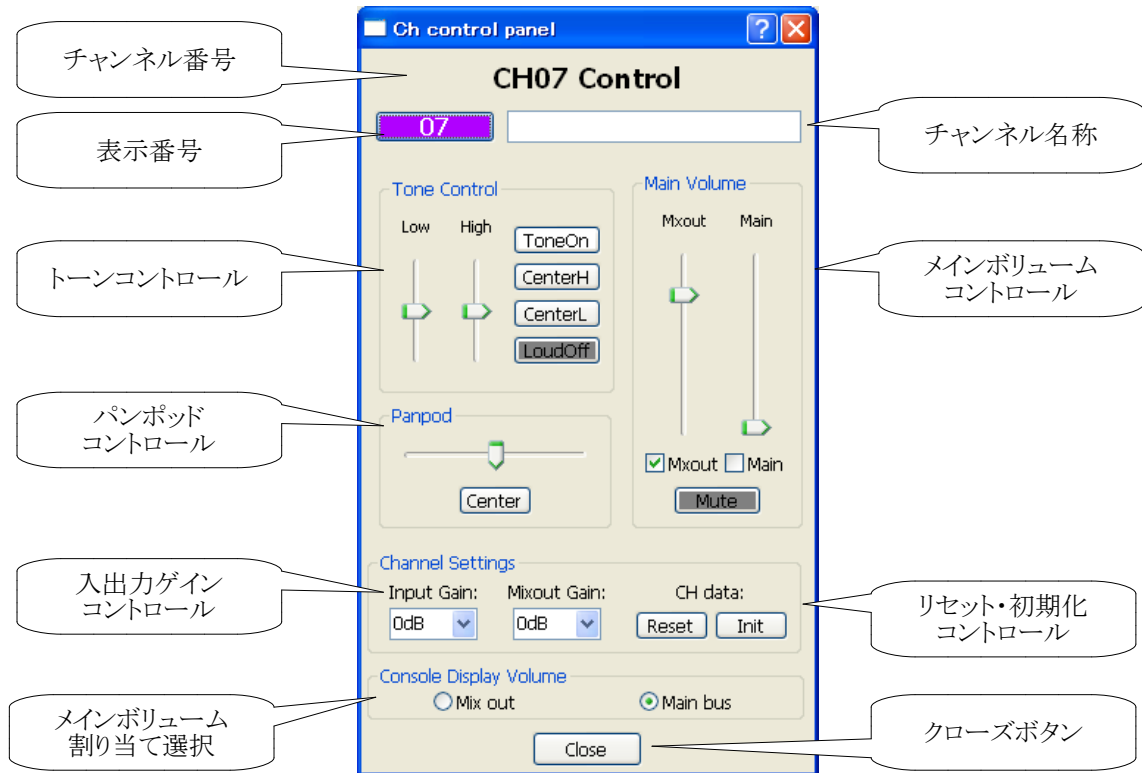 Ch control panel
チャンネル番号
CH07 Control
表示番号
07
チャンネル名称
Tone Control
Main Volume
Low High
Mxout Main
ToneOn
CenterH
CenterL
LoudOff
トーンコントロール
メインボリューム
コントロール
パンポッド
コントロール
Panpod
Center
Mxout Main
Mute
入出力ゲイン
コントロール
Channel Settings
Input Gain: Mixout Gain: CH data:
0dB 0dB Reset Init
リセット・初期化
コントロール
メインボリューム
割り当て選択
Console Display Volume
Mix out Main bus
Close
クローズボタン